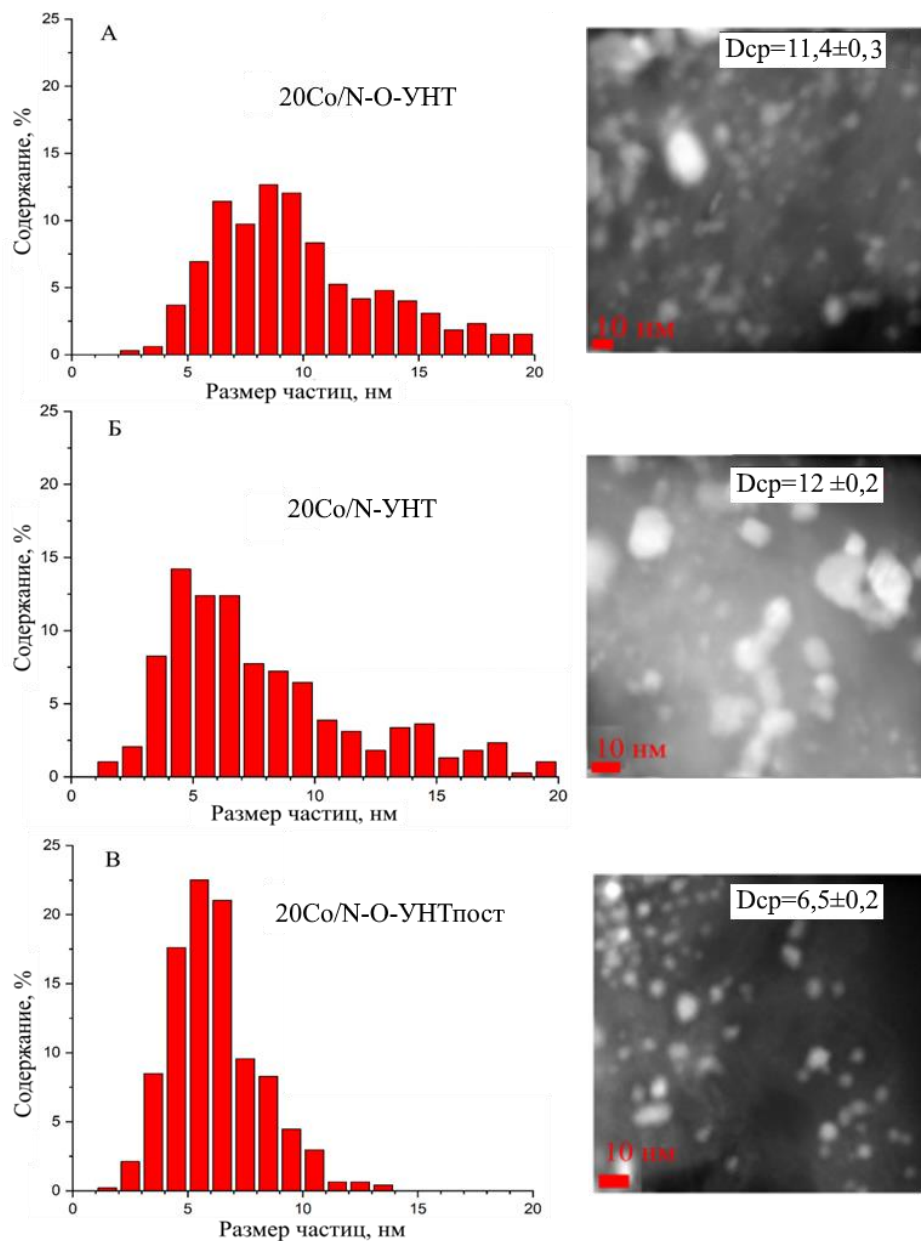 А
20Co/N-O-УНТ
Содержание, %
25
20
15
10
5
0
0 5 10 15 20
Размер частиц, нм
Dcp=11,4±0,3
10 нм
Б
20Co/N-УНТ
Содержание, %
25
20
15
10
5
0
0 5 10 15 20
Размер частиц, нм
Dcp=12 ±0,2
10 нм
В
20Co/N-O-УНТпост
Содержание, %
25
20
15
10
5
0
0 5 10 15 20
Размер частиц, нм
Dcp=6,5±0,2
10 нм